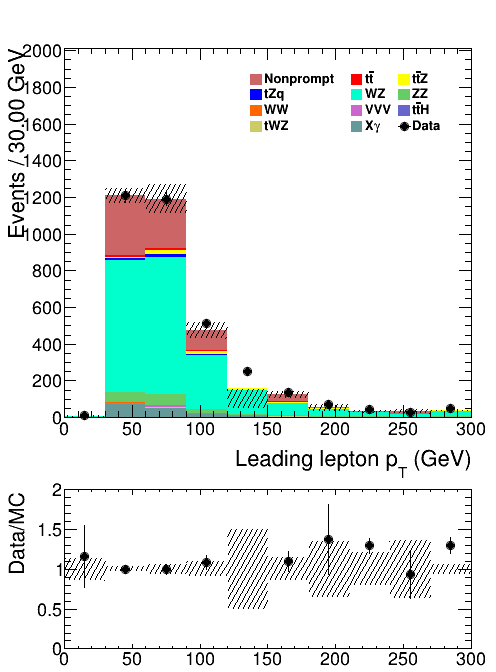 Events / 30.00 GeV
2000
1800
1600
1400
1200
1000
800
600
400
200
0
Nonprompt tt̄ tt̄Z
tZq WZ ZZ
WW VVV tt̄H
tWZ Xγ Data
0 50 100 150 200 250 300
Leading lepton p_T (GeV)
Data/MC
2
1.5
1
0.5
0
0 50 100 150 200 250 300